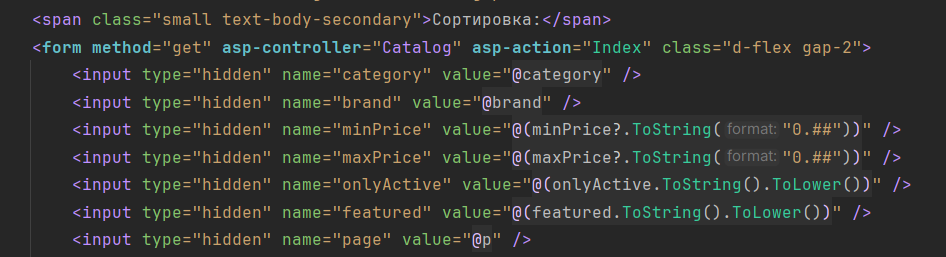 <span class="small text-body-secondary">Сортировка:</span>
<form method="get" asp-controller="Catalog" asp-action="Index" class="d-flex gap-2">
<input type="hidden" name="category" value="@category" />
<input type="hidden" name="brand" value="@brand" />
<input type="hidden" name="minPrice" value="@(minPrice?.ToString( format: "0.##"))" />
<input type="hidden" name="maxPrice" value="@(maxPrice?.ToString( format: "0.##"))" />
<input type="hidden" name="onlyActive" value="@(onlyActive.ToString().ToLower())" />
<input type="hidden" name="featured" value="@(featured.ToString().ToLower())" />
<input type="hidden" name="page" value="@p" />